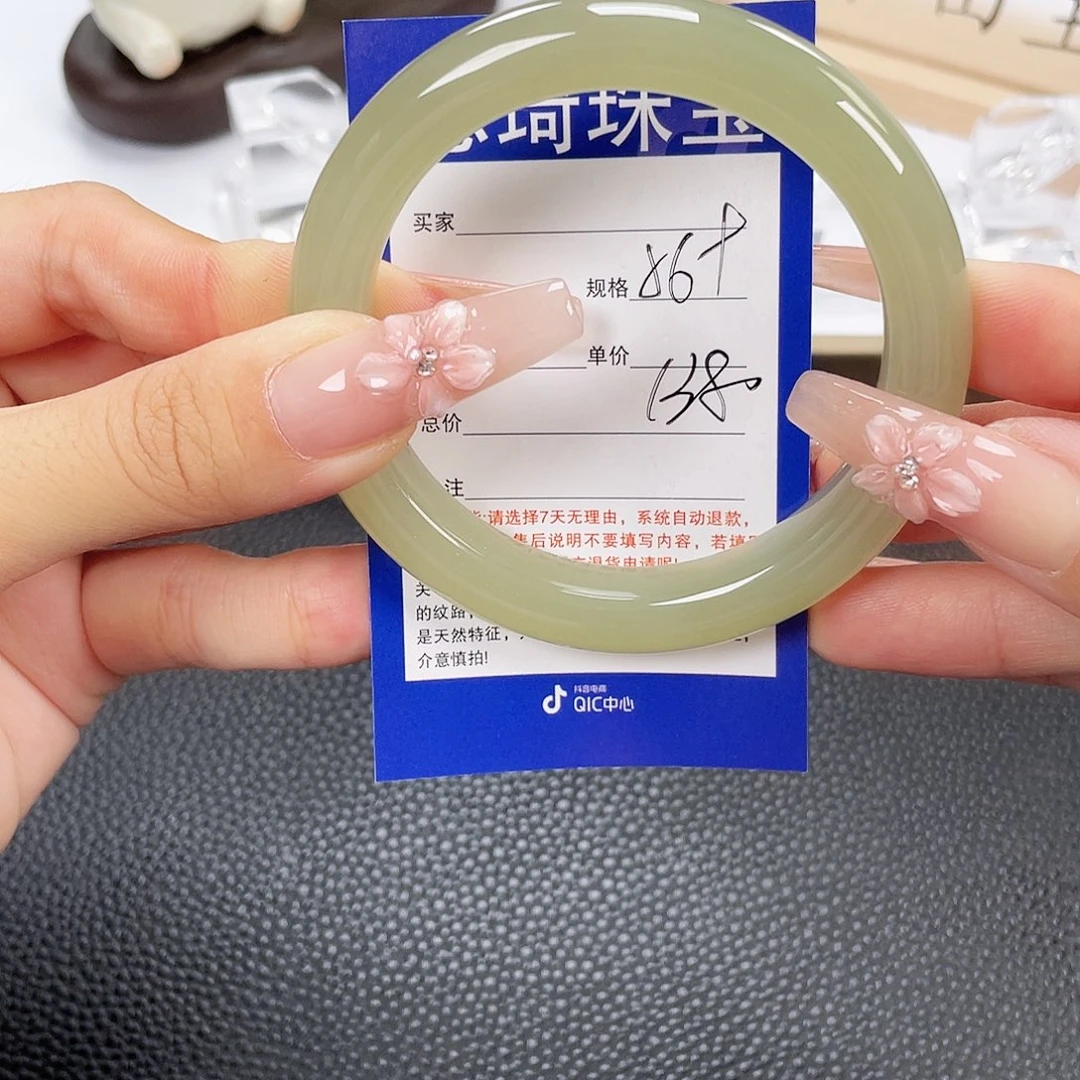 琦珠宝
买家
规格
单价 138
总价
注
请选择7天无理由，系统自动退款，
售后说明不要填写内容，若填
退货申请呢!
关
的纹路，
是天然特征，
介意慎拍!
抖音电商
QIC中心